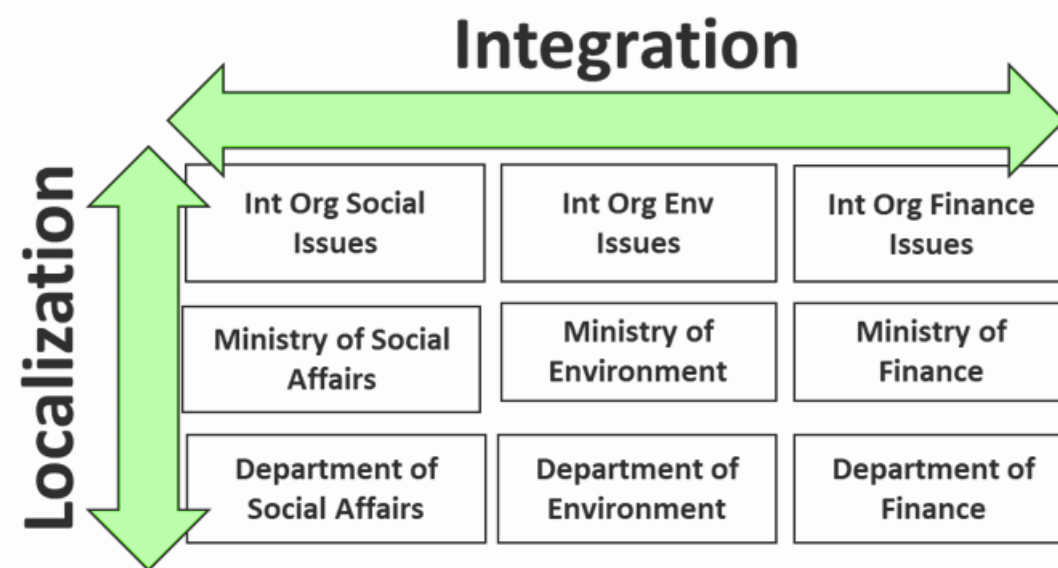 Integration
Localization
Int Org Social
Issues
Int Org Env
Issues
Int Org Finance
Issues
Ministry of Social
Affairs
Ministry of
Environment
Ministry of
Finance
Department of
Social Affairs
Department of
Environment
Department of
Finance